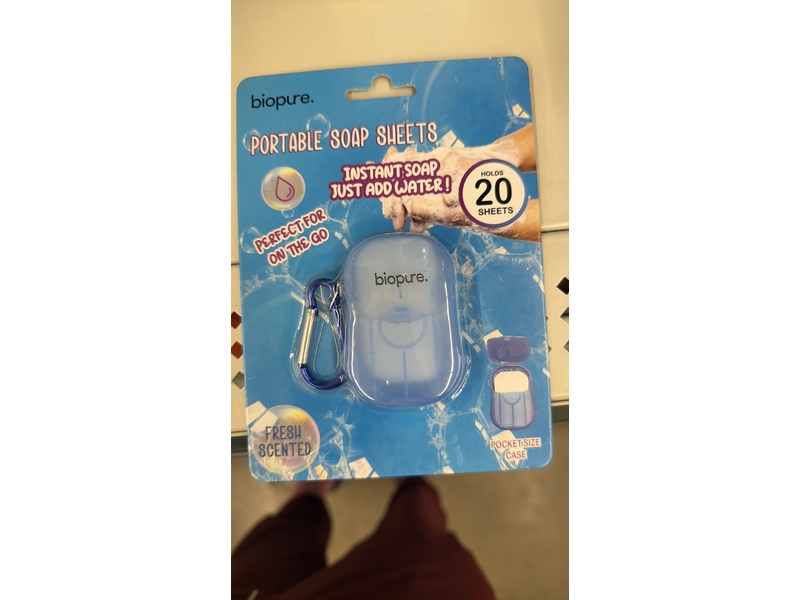 biopure.
PORTABLE SOAP SHEETS
INSTANT SOAP
JUST ADD WATER!
HOLDS
20
SHEETS
PERFECT FOR
ON THE GO
biopure.
FRESH
SCENTED
POCKET SIZE
CASE